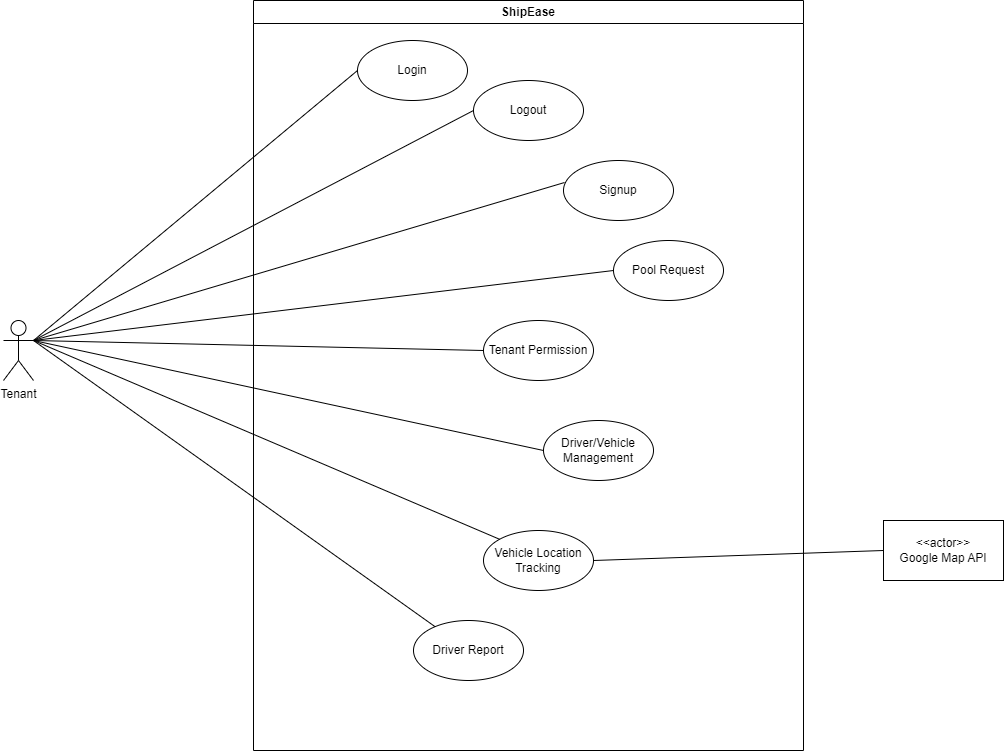 ShipEase
Login
Logout
Signup
Pool Request
Tenant Permission
Tenant
Driver/Vehicle
Management
Vehicle Location
Tracking
<<actor>>
Google Map API
Driver Report